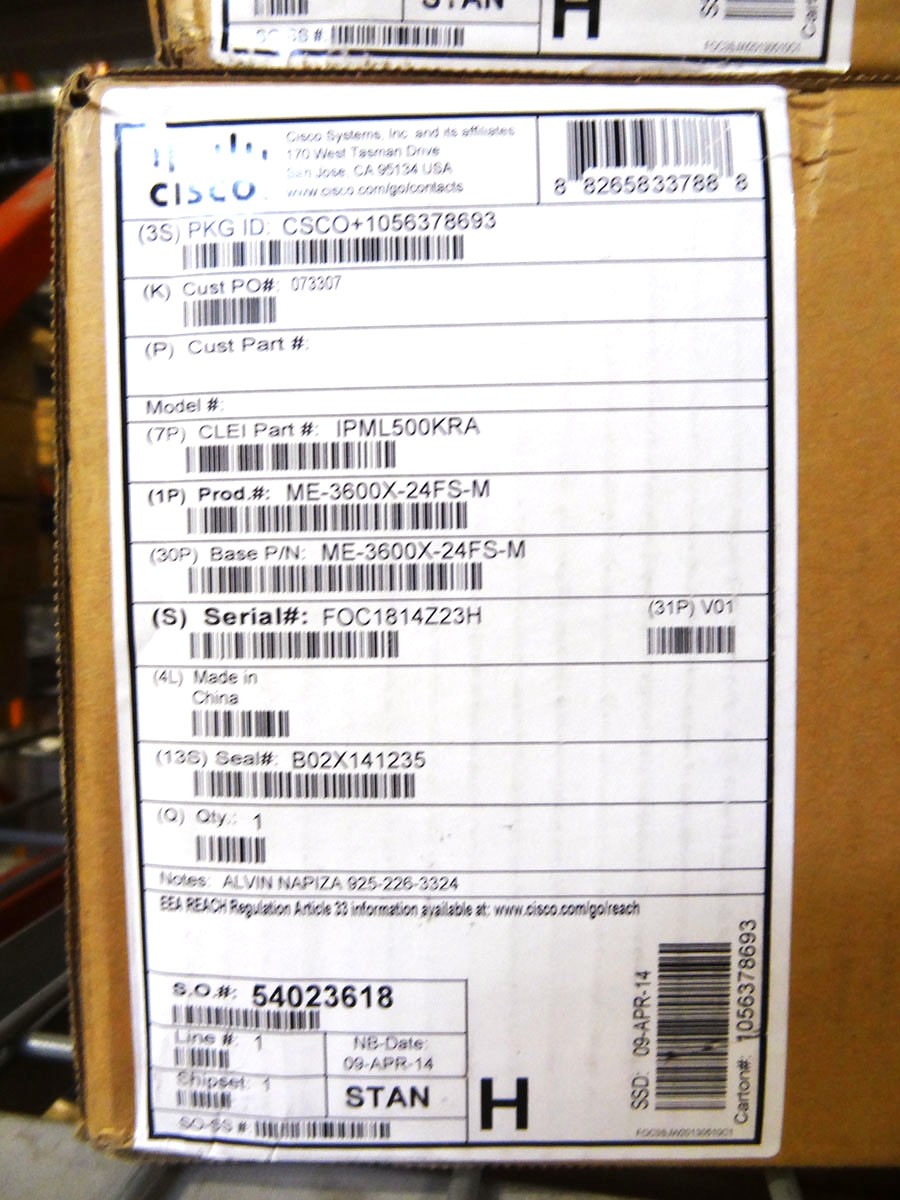 STAN
H
SO-SS #:
CISCO
Cisco Systems, Inc. and its affiliates
170 West Tasman Drive
San Jose, CA 95134 USA
www.cisco.com/go/contacts
8 82658 33788 8
(3S) PKG ID: CSCO+1056378693
(K) Cust PO#: 073307
(P) Cust Part #:
Model #:
(7P) CLEI Part #: IPML500KRA
(1P) Prod.#: ME-3600X-24FS-M
(30P) Base P/N: ME-3600X-24FS-M
(S) Serial#: FOC1814Z23H
(31P) V01
(4L) Made in
China
(13S) Seal#: B02X141235
(Q) Qty.: 1
Notes: ALVIN NAPIZA 925-226-3324
EEA REACH Regulation Article 33 information available at: www.cisco.com/go/reach
S.O.#: 54023618
Line #: 1
NB-Date:
09-APR-14
Shipset: 1
STAN
SO-SS #:
H
SSD: 09-APR-14
Carton#: 1056378693